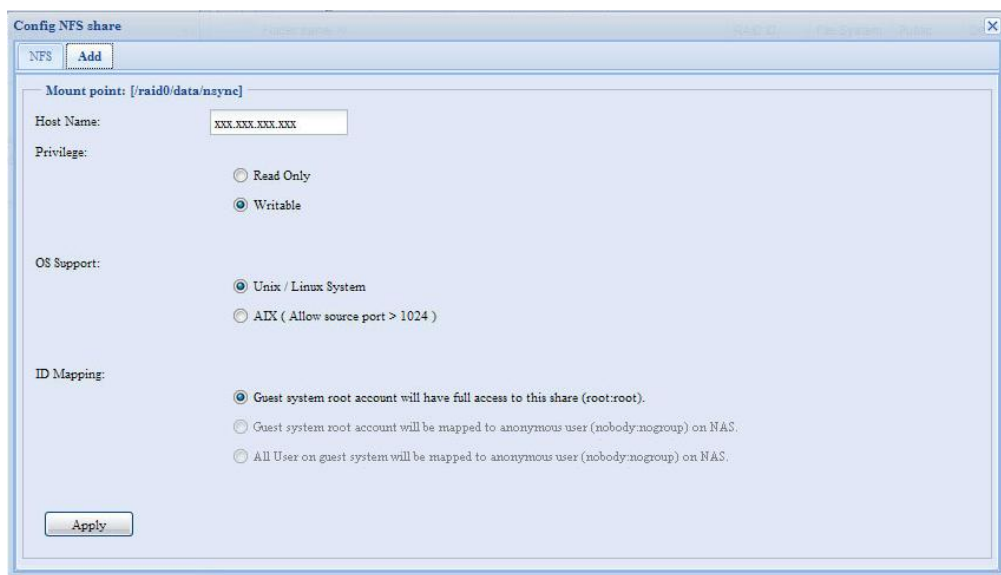 Config NFS share
NFS Add
Mount point: [/raid0/data/nsync]
Host Name: xxx.xxx.xxx.xxx
Privilege:
Read Only
Writable
OS Support:
Unix / Linux System
AIX ( Allow source port > 1024 )
ID Mapping:
Guest system root account will have full access to this share (root:root).
Guest system root account will be mapped to anonymous user (nobody:nogroup) on NAS.
All User on guest system will be mapped to anonymous user (nobody:nogroup) on NAS.
Apply